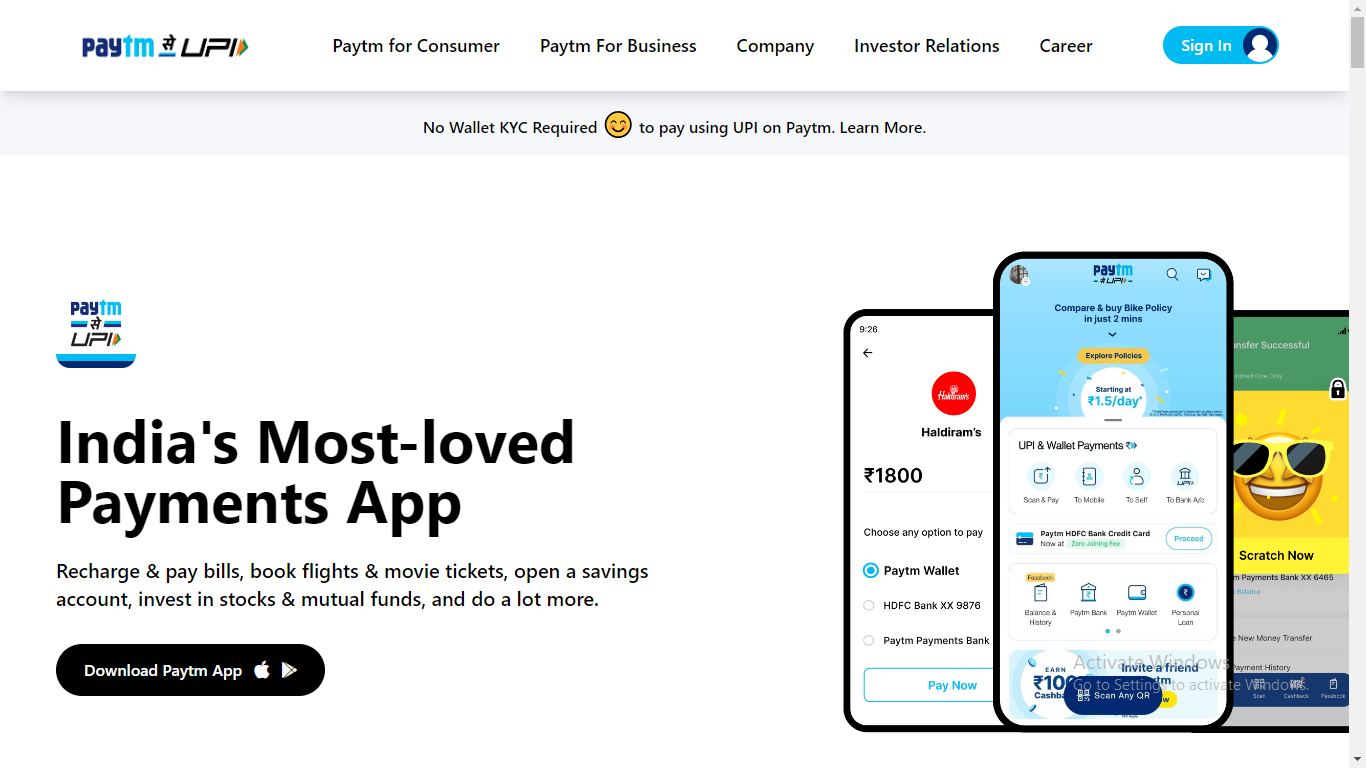 paytm से UPI
Paytm for Consumer
Paytm For Business
Company
Investor Relations
Career
Sign In
No Wallet KYC Required 😊 to pay using UPI on Paytm. Learn More.
paytm
से
UPI
India's Most-loved
Payments App
Recharge & pay bills, book flights & movie tickets, open a savings
account, invest in stocks & mutual funds, and do a lot more.
Download Paytm App
9:26
Haldiram's
Haldiram's
₹1800
Choose any option to pay
Paytm Wallet
HDFC Bank XX 9876
Paytm Payments Bank
Pay Now
paytm
UPI
Compare & buy Bike Policy
in just 2 mins
Explore Policies
Starting at
₹1.5/day*
UPI & Wallet Payments
Scan & Pay
To Mobile
To Self
To Bank A/c
Paytm HDFC Bank Credit Card
Now at Zero Joining Fee
Proceed
Passbook
Balance &
History
Paytm Bank
Paytm Wallet
Personal
Loan
EARN
₹100
Cashba
Invite a friend
Scan Any QR
nsfer Successful
undred One Only
Scratch Now
m Payments Bank XX 6465
Balance
e New Money Transfer
Payment History
Scan
Cashback
Passbook
Activate Windows
Go to Settings to activate Windows.